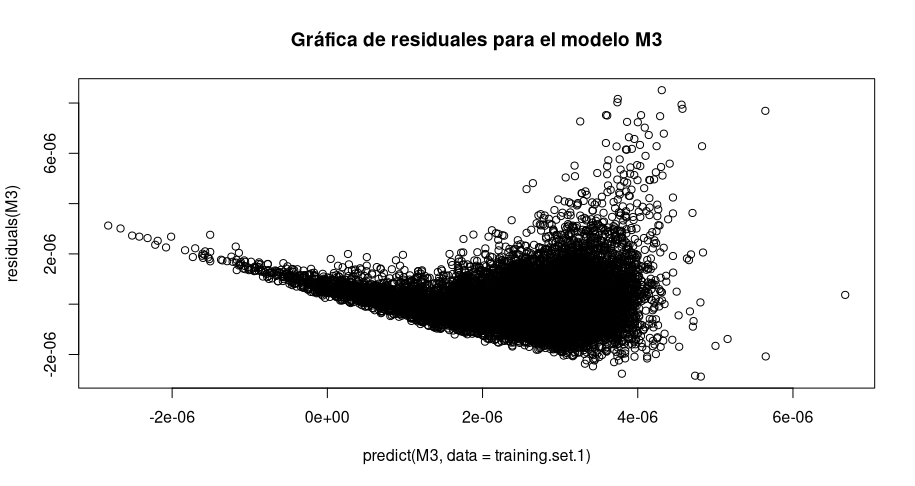 Gráfica de residuales para el modelo M3
residuals(M3)
-2e-06 2e-06 6e-06
-2e-06 0e+00 2e-06 4e-06 6e-06
predict(M3, data = training.set.1)